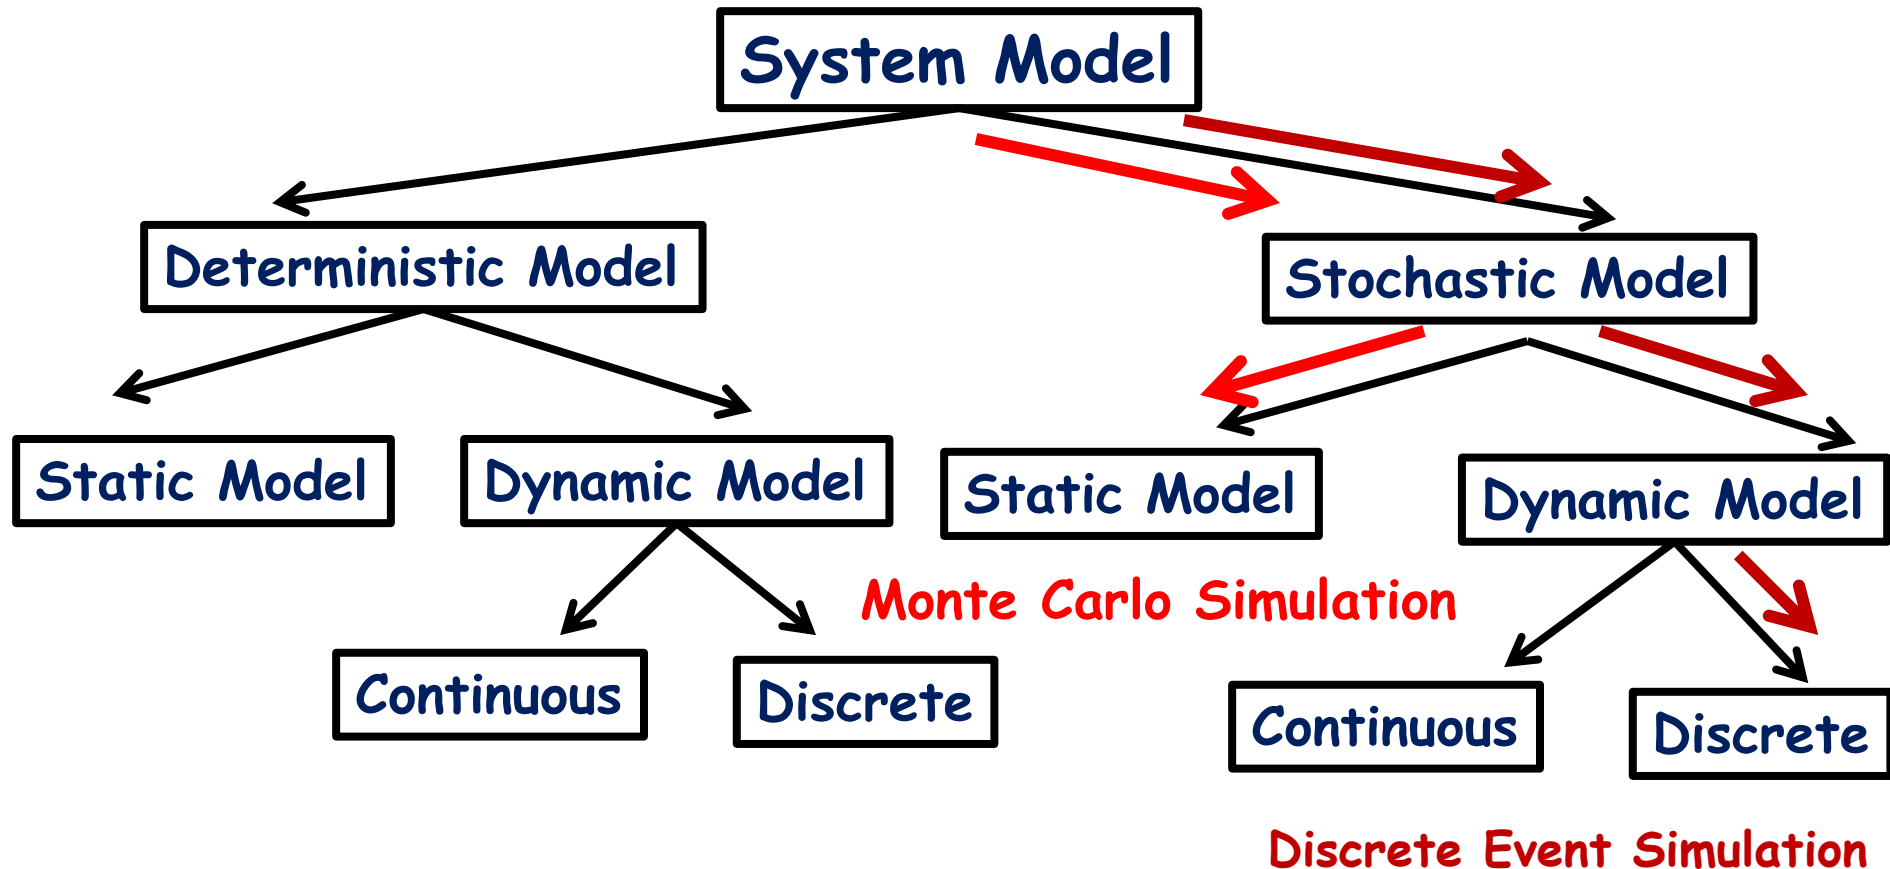 System Model
Deterministic Model
Stochastic Model
Static Model
Dynamic Model
Static Model
Dynamic Model
Monte Carlo Simulation
Continuous
Discrete
Continuous
Discrete
Discrete Event Simulation